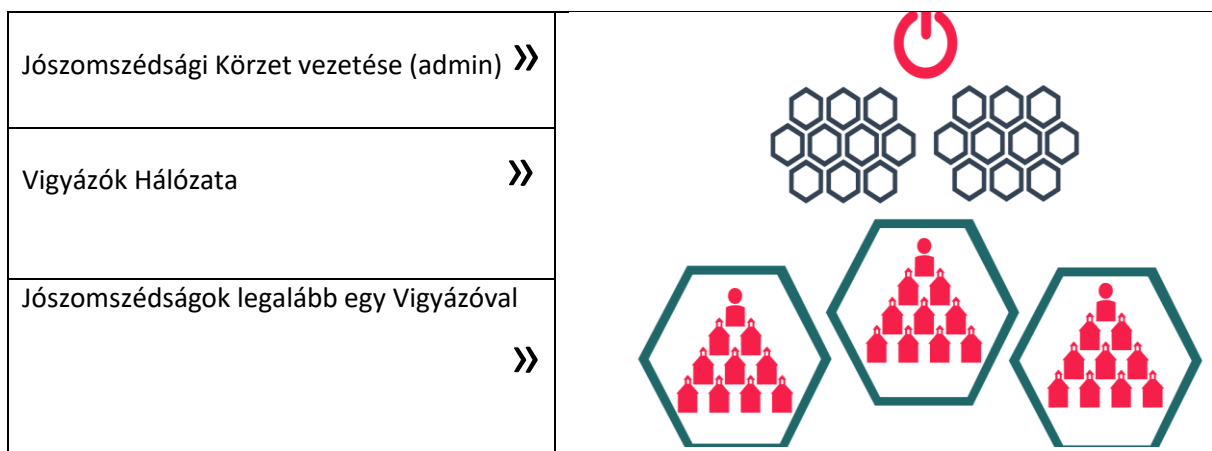 Jószomszédsági Körzet vezetése (admin) »
Vigyázók Hálózata »
Jószomszédságok legalább egy Vigyázóval
»